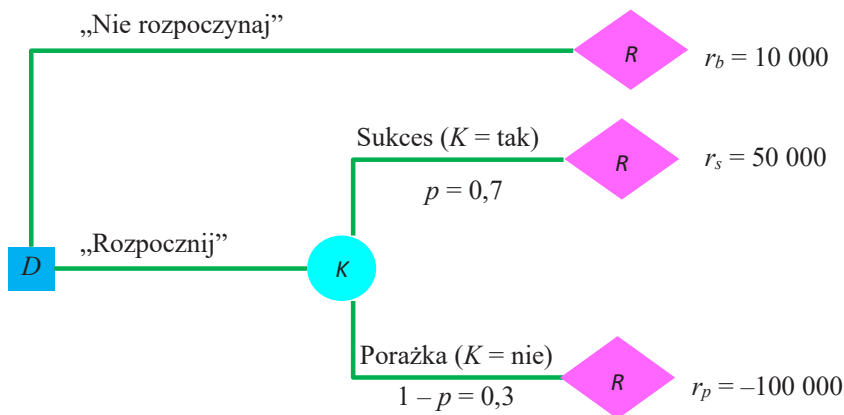 „Nie rozpoczynaj”
R
r_b = 10 000
Sukces (K = tak)
R
r_s = 50 000
p = 0,7
„Rozpocznij”
D
K
Porażka (K = nie)
R
r_p = –100 000
1 – p = 0,3